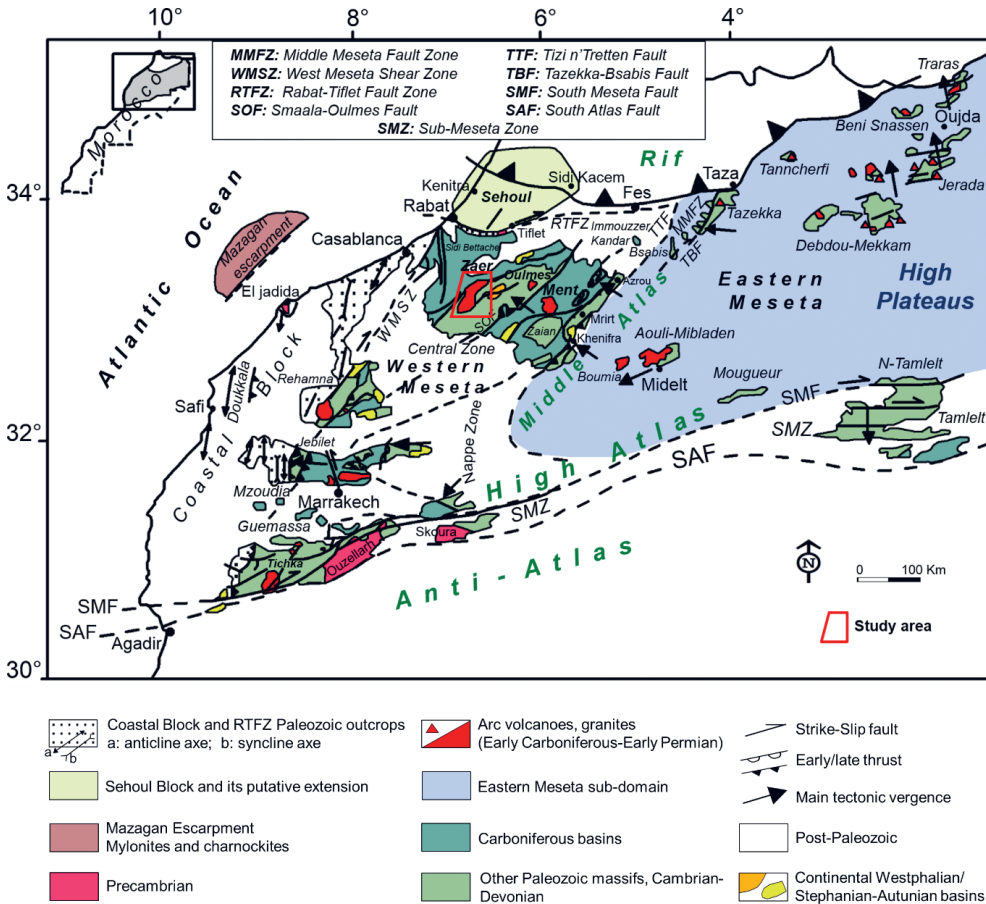 10°
8°
6°
4°
MMFZ: Middle Meseta Fault Zone
TTF: Tizi n'Tretten Fault
WMSZ: West Meseta Shear Zone
TBF: Tazekka-Bsabis Fault
RTFZ: Rabat-Tiflet Fault Zone
SMF: South Meseta Fault
SOF: Smaala-Oulmes Fault
SAF: South Atlas Fault
SMZ: Sub-Meseta Zone
Morocco
Traras
Oujda
Beni Snassen
Rif
Tanncherfi
Jerada
34°
Kenitra
Sidi Kacem
Sehoul
Fes
Taza
Rabat
Tiflet
RTFZ
Immouzzer
Kandar
TTF
MMFZ
Tazekka
Bsabis
TBF
Debdou-Mekkam
Casablanca
Sidi Bettache
Atlantic Ocean
Mazagan
escarpment
Zaer
Oulmes
Ment
Azrou
Eastern
Meseta
High
Plateaus
El jadida
WMSZ
SOF
Zaian
Mrirt
Khenifra
Aouli-Mibladen
Central Zone
Western
Meseta
Middle Atlas
Boumia
Midelt
Mougueur
N-Tamlelt
SMF
Coastal Block
Doukkala
Rehamna
Safi
32°
SMZ
Tamlelt
Jebilet
Nappe Zone
High Atlas
SAF
Mzoudia
Marrakech
Guemassa
SMZ
Skoura
Tichka
Ouzellarh
Anti-Atlas
N
0
100 Km
SMF
SAF
Agadir
Study area
30°
Coastal Block and RTFZ Paleozoic outcrops
a: anticline axe; b: syncline axe
a
b
Arc volcanoes, granites
(Early Carboniferous-Early Permian)
Strike-Slip fault
Early/late thrust
Sehoul Block and its putative extension
Eastern Meseta sub-domain
Main tectonic vergence
Mazagan Escarpment
Mylonites and charnockites
Carboniferous basins
Post-Paleozoic
Precambrian
Other Paleozoic massifs, Cambrian-
Devonian
Continental Westphalian/
Stephanian-Autunian basins